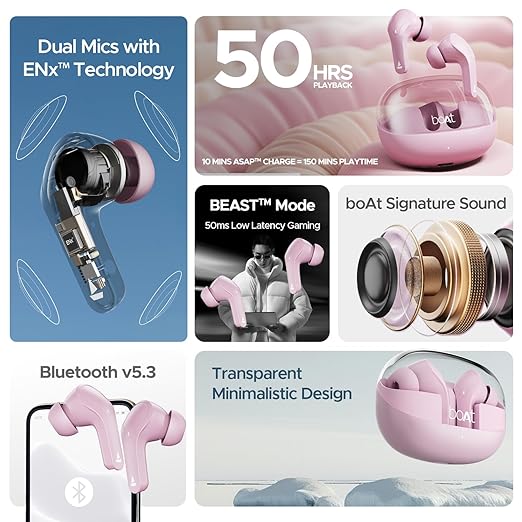 Dual Mics with
ENx™ Technology
ENx
50
HRS
PLAYBACK
boAt
10 MINS ASAP™ CHARGE = 150 MINS PLAYTIME
BEAST™ Mode
50ms Low Latency Gaming
boAt Signature Sound
Bluetooth v5.3
Transparent
Minimalistic Design
boAt